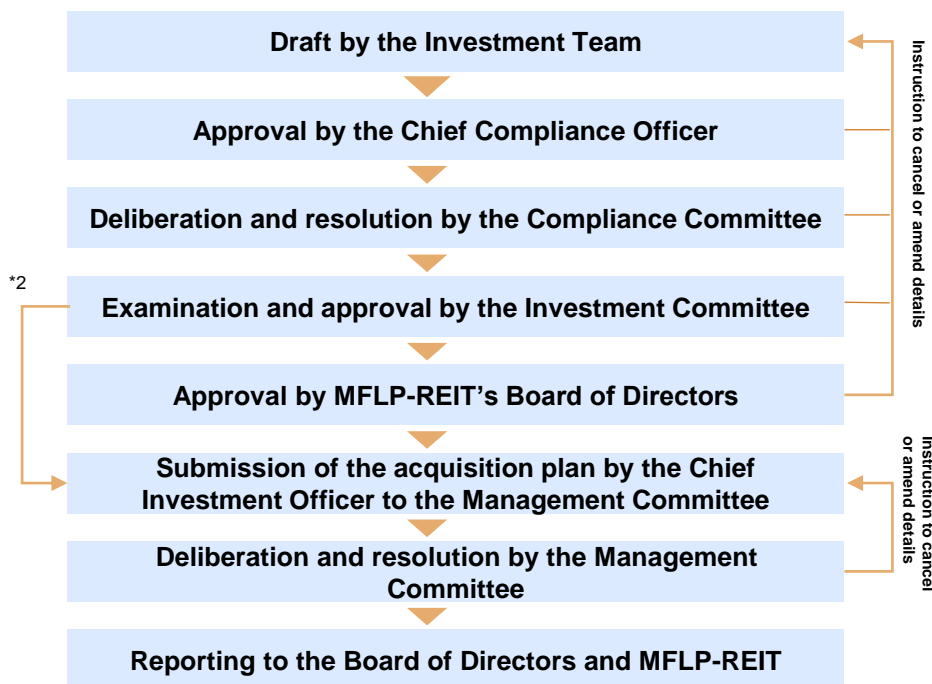 Draft by the Investment Team
Instruction to cancel or amend details
Approval by the Chief Compliance Officer
Deliberation and resolution by the Compliance Committee
*2
Examination and approval by the Investment Committee
Approval by MFLP-REIT’s Board of Directors
Submission of the acquisition plan by the Chief
Investment Officer to the Management Committee
Instruction to cancel
or amend details
Deliberation and resolution by the Management
Committee
Reporting to the Board of Directors and MFLP-REIT